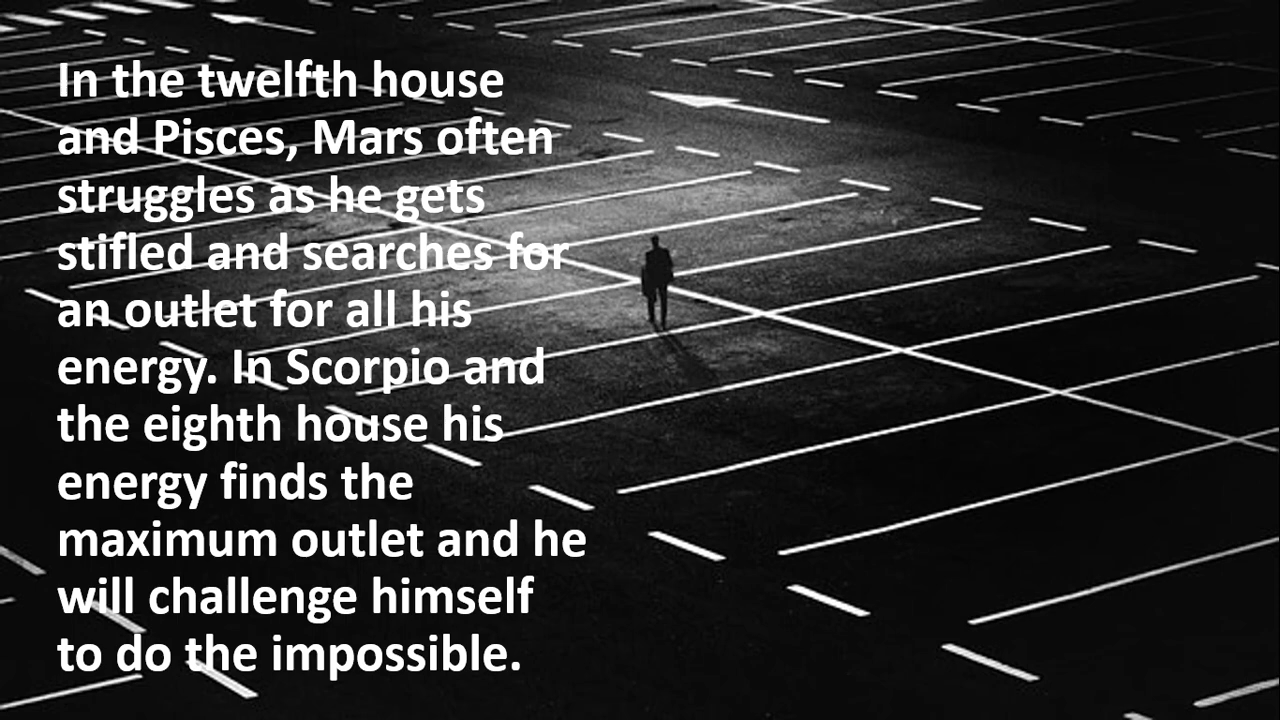 In the twelfth house
and Pisces, Mars often
struggles as he gets
stifled and searches for
an outlet for all his
energy. In Scorpio and
the eighth house his
energy finds the
maximum outlet and he
will challenge himself
to do the impossible.